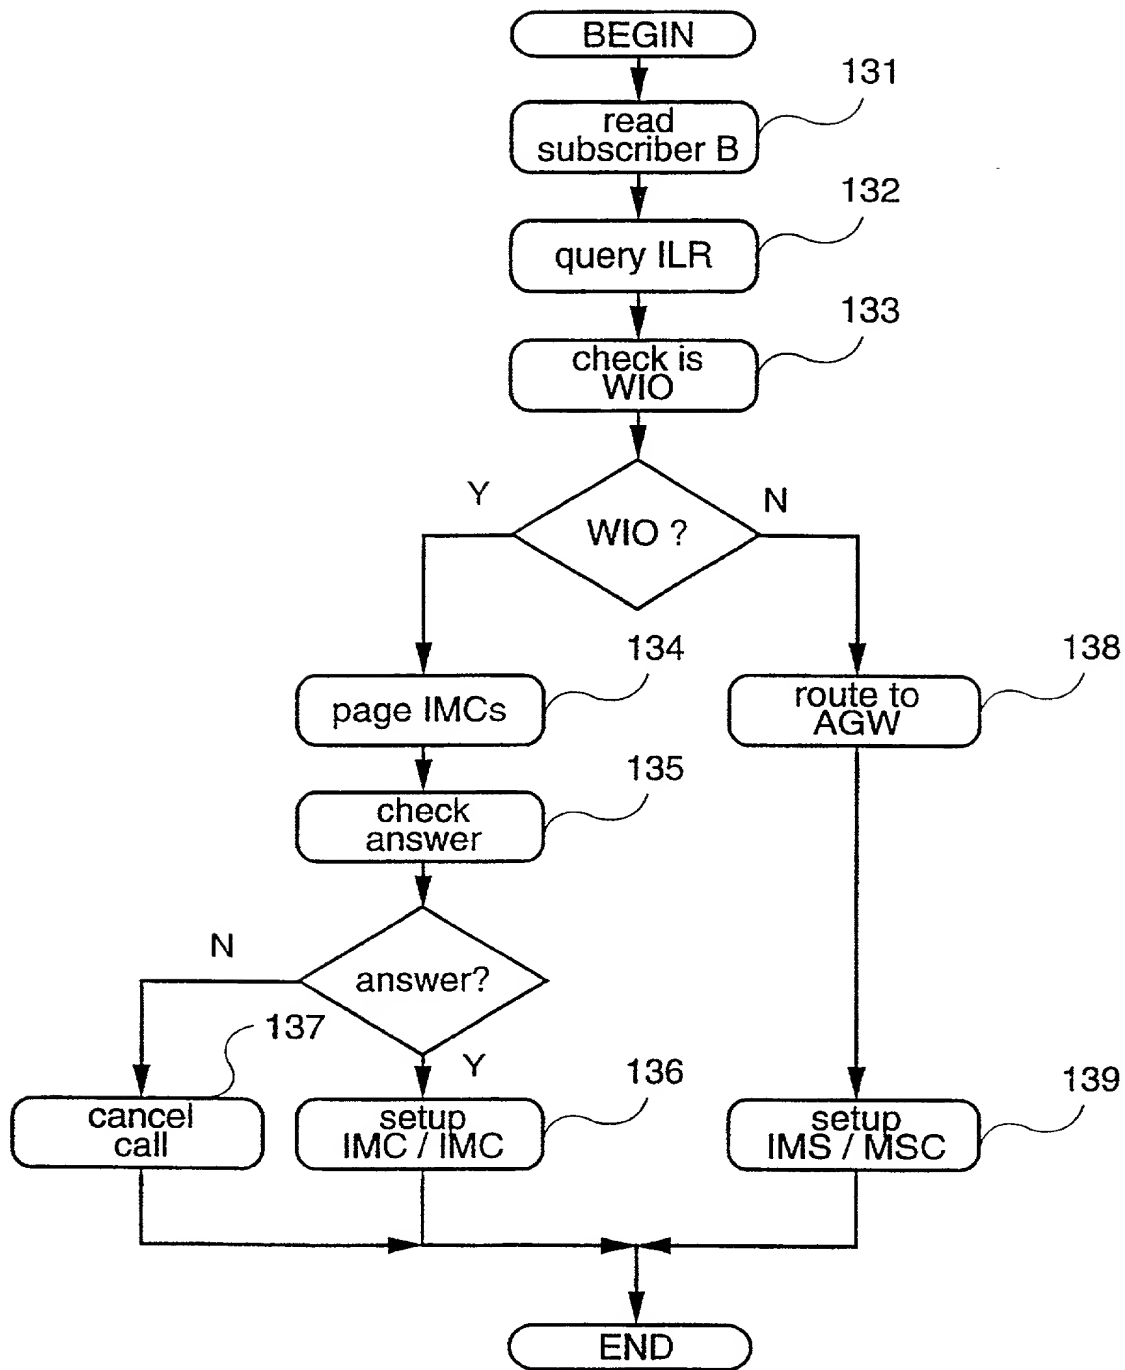 BEGIN
131
read
subscriber B
132
query ILR
133
check is
WIO
Y
N
WIO ?
134
138
page IMCs
route to
AGW
135
check
answer
N
answer?
137
Y
136
139
cancel
call
setup
IMC / IMC
setup
IMS / MSC
END